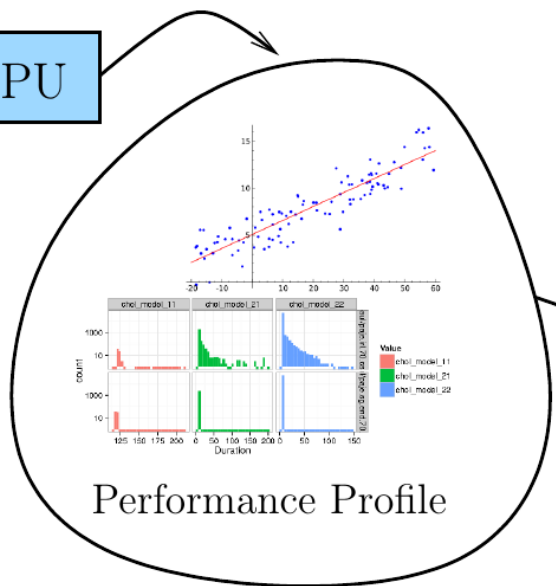 PU
15
10
5
-20 -10 10 20 30 40 50 60
chol_model_11 chol_model_21 chol_model_22
1000
10
1000
10
count
125 150 175 200 0 50 100 150 200 0 50 100 150
Duration
Value
chol_model_11
chol_model_21
chol_model_22
Performance Profile